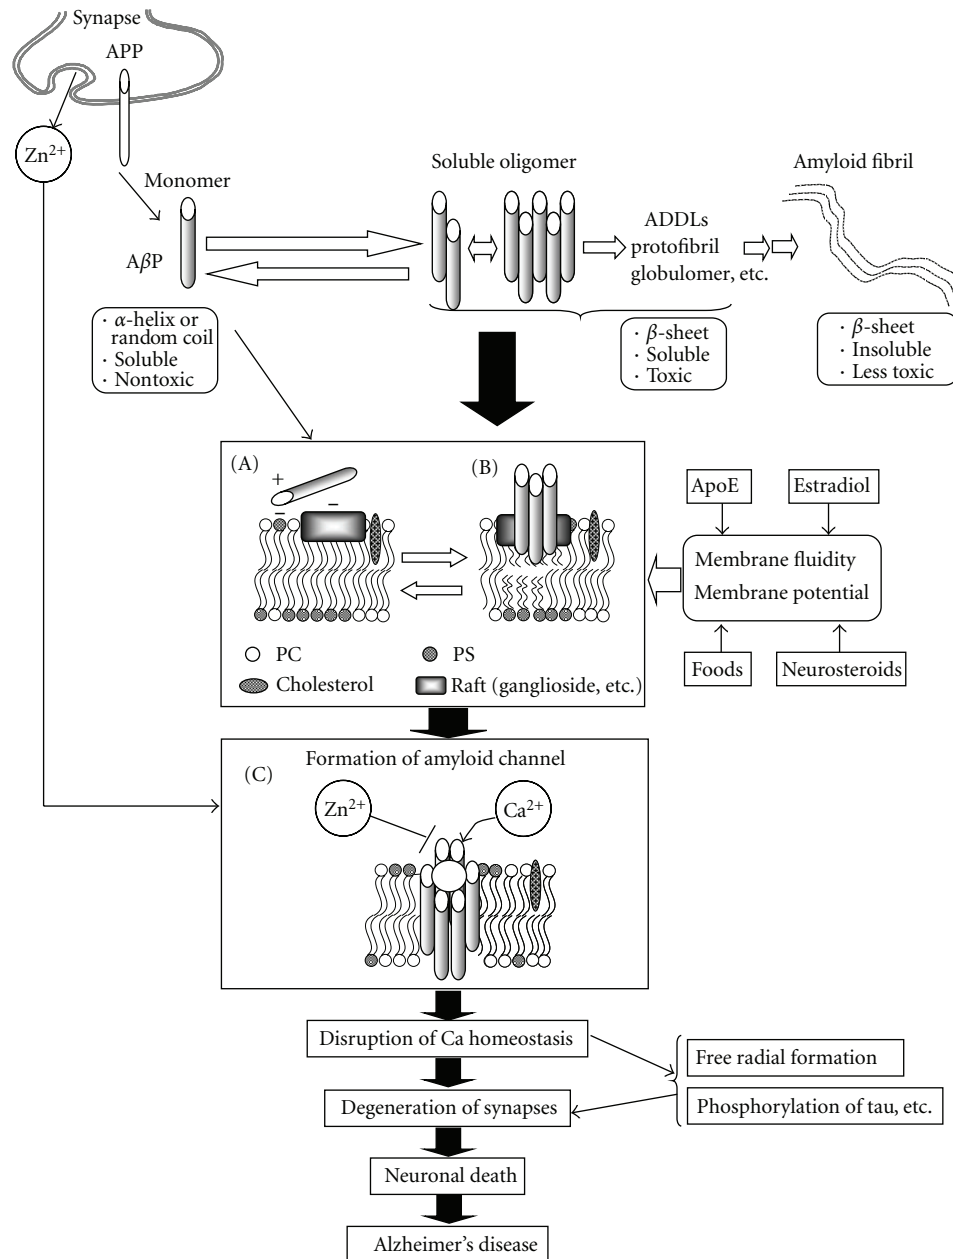 Synapse
APP
Zn²⁺
Monomer
AβP
Soluble oligomer
ADDLs
protofibril
globulomer, etc.
Amyloid fibril
· α-helix or
random coil
· Soluble
· Nontoxic
· β-sheet
· Soluble
· Toxic
· β-sheet
· Insoluble
· Less toxic
(A)
+
−
−
(B)
PC
PS
Cholesterol
Raft (ganglioside, etc.)
ApoE
Estradiol
Membrane fluidity
Membrane potential
Foods
Neurosteroids
Formation of amyloid channel
(C)
Zn²⁺
Ca²⁺
Disruption of Ca homeostasis
Free radial formation
Degeneration of synapses
Phosphorylation of tau, etc.
Neuronal death
Alzheimer's disease